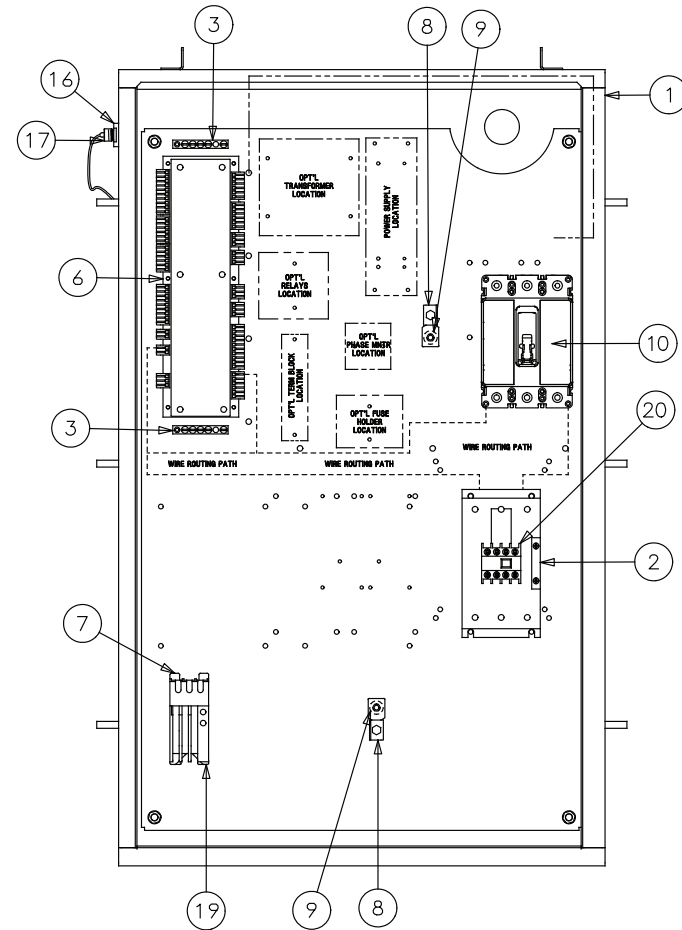 3
8
9
16
1
17
OPT'L
TRANSFORMER
LOCATION
POWER SUPPLY
LOCATION
6
OPT'L
RELAYS
LOCATION
OPT'L
PHASE MNTR
LOCATION
10
OPT'L TERM BLOCK
LOCATION
OPT'L FUSE
HOLDER
LOCATION
20
3
WIRE ROUTING PATH
WIRE ROUTING PATH
WIRE ROUTING PATH
2
7
19
9
8